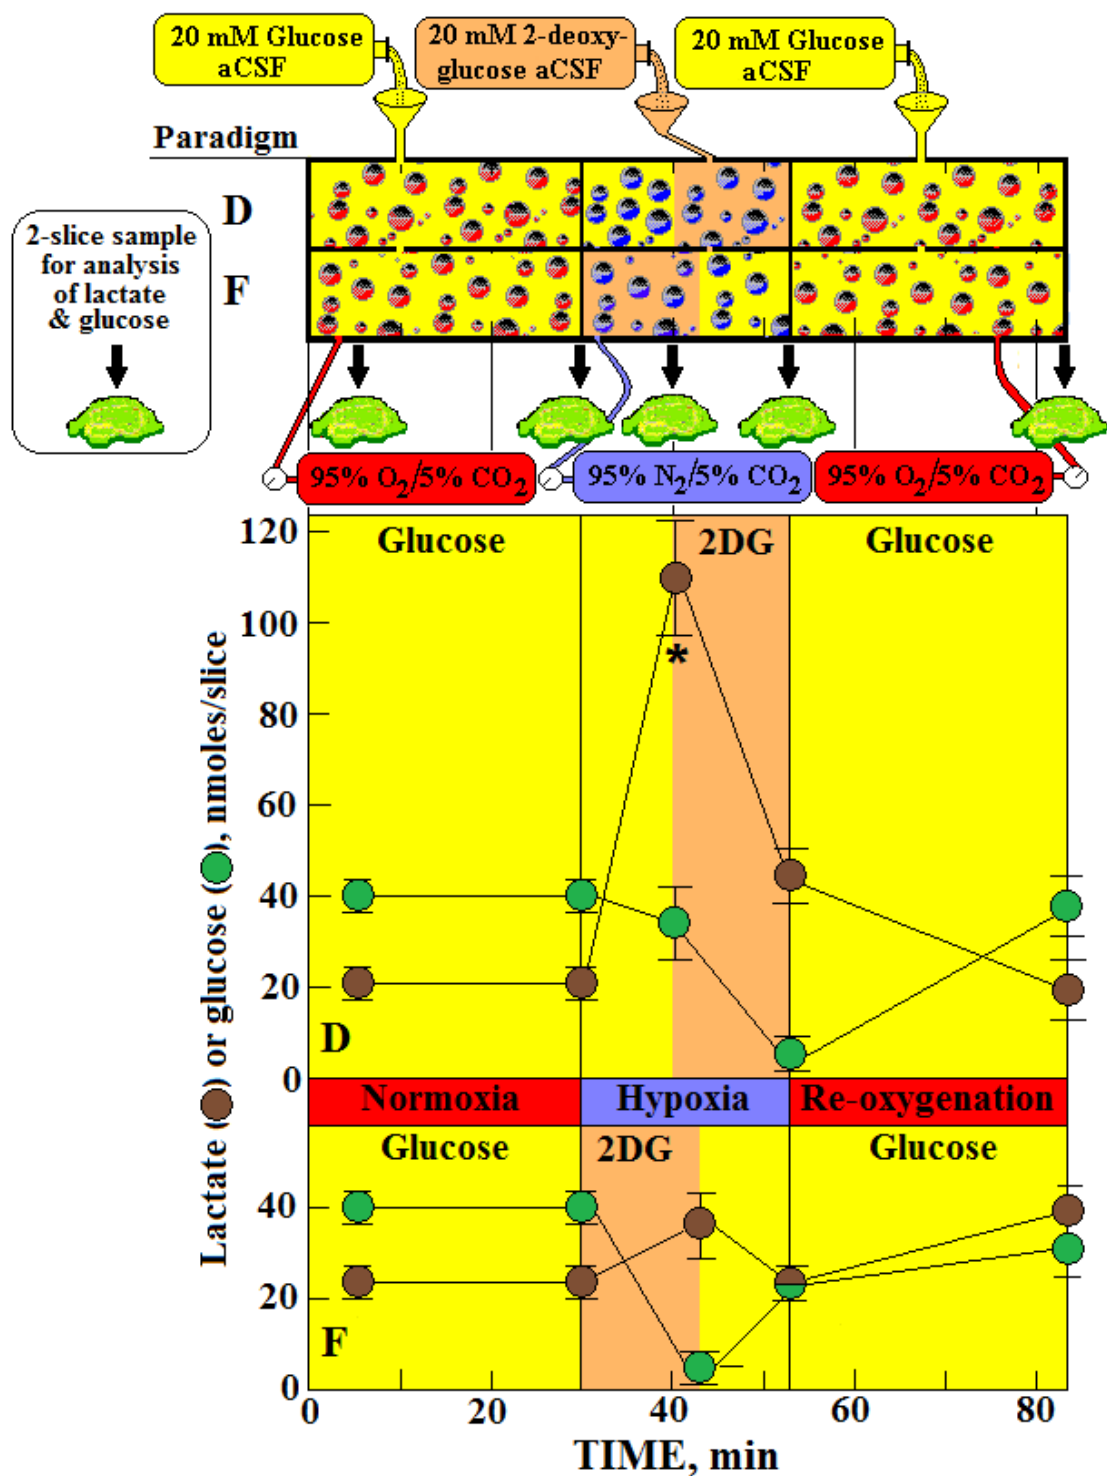 20 mM Glucose
aCSF
20 mM 2-deoxy-
glucose aCSF
20 mM Glucose
aCSF
Paradigm
D
F
2-slice sample
for analysis
of lactate
& glucose
95% O2/5% CO2
95% N2/5% CO2
95% O2/5% CO2
Lactate ( ) or glucose ( ), nmoles/slice
120
100
80
60
40
20
0
Glucose
2DG
Glucose
*
D
Normoxia
Hypoxia
Re-oxygenation
Glucose
2DG
Glucose
40
20
0
F
0
20
40
60
80
TIME, min